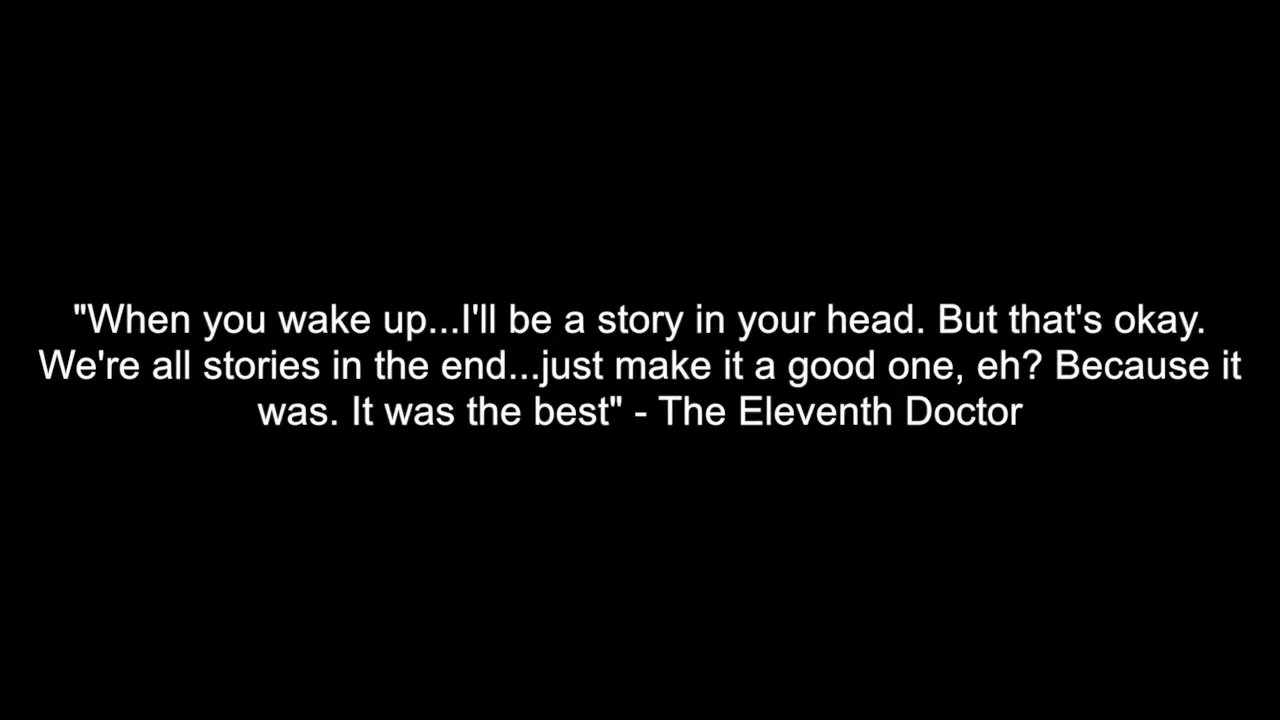 "When you wake up...I'll be a story in your head. But that's okay.
We're all stories in the end...just make it a good one, eh? Because it
was. It was the best" - The Eleventh Doctor